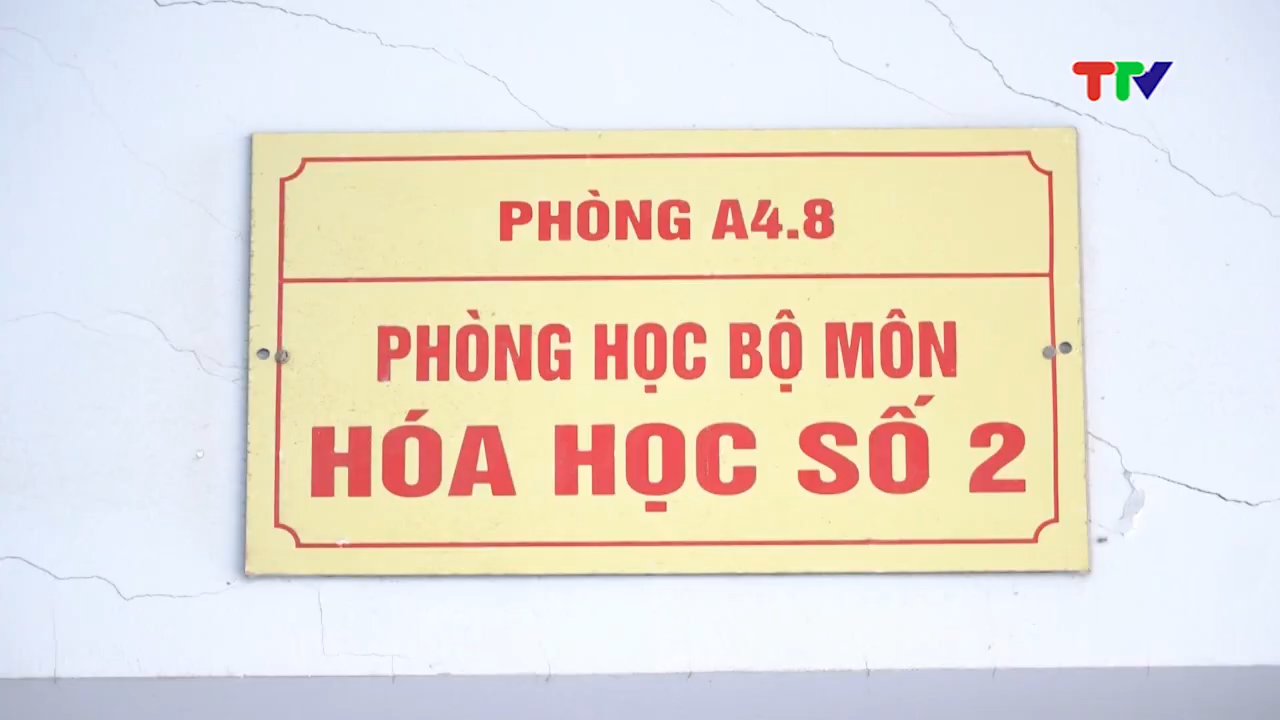 TTV
PHÒNG A4.8
PHÒNG HỌC BỘ MÔN
HÓA HỌC SỐ 2